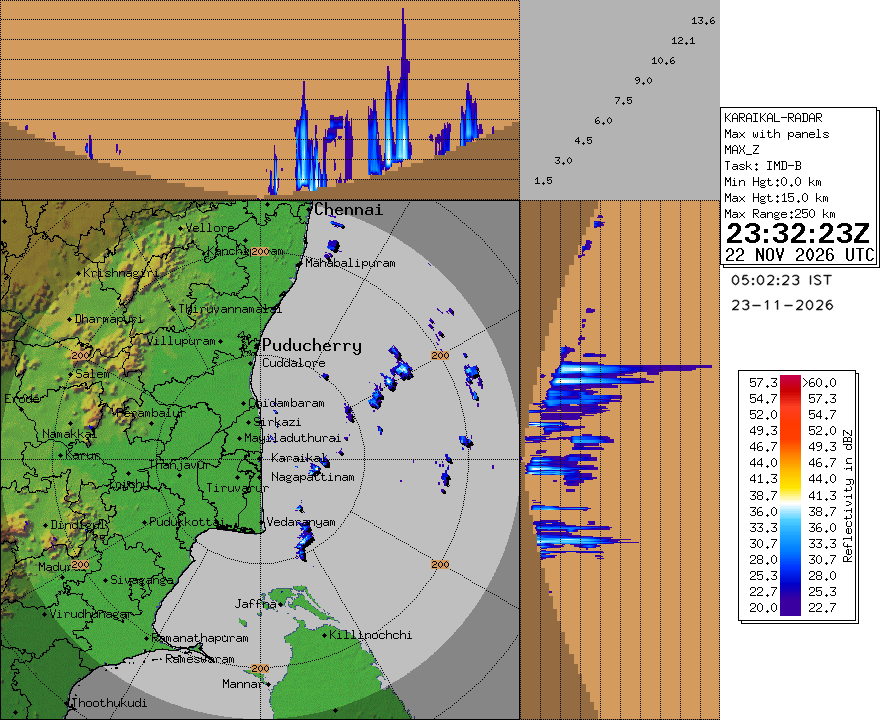 13.6
12.1
10.6
9.0
7.5
6.0
4.5
3.0
1.5
KARAIKAL-RADAR
Max with panels
MAX_Z
Task: IMD-B
Min Hgt:0.0 km
Max Hgt:15.0 km
Max Range:250 km
23:32:23Z
22 NOV 2026 UTC
05:02:23 IST
23-11-2026
Chennai
Vellore
200
Mahabalipuram
Krishnagiri
Thiruvannamalai
Dharmapuri
Villupuram
Puducherry
200
200
Cuddalore
Salem
Erode
Chidambaram
Perambalur
Sirkazi
Namakkal
Mayiladuthurai
Karur
Karaikal
Thanjavur
Nagapattinam
Tiruvarur
Pudukkottai
Vedaranyam
Dindigul
200
200
Sivaganga
Jaffna
Virudhunagar
Ramanathapuram
Killinochchi
Rameswaram
200
Mannar
Thoothukudi
57.3 >60.0
54.7 57.3
52.0 54.7
49.3 52.0
46.7 49.3
44.0 46.7
41.3 44.0
38.7 41.3
36.0 38.7
33.3 36.0
30.7 33.3
28.0 30.7
25.3 28.0
22.7 25.3
20.0 22.7
Reflectivity in dBZ